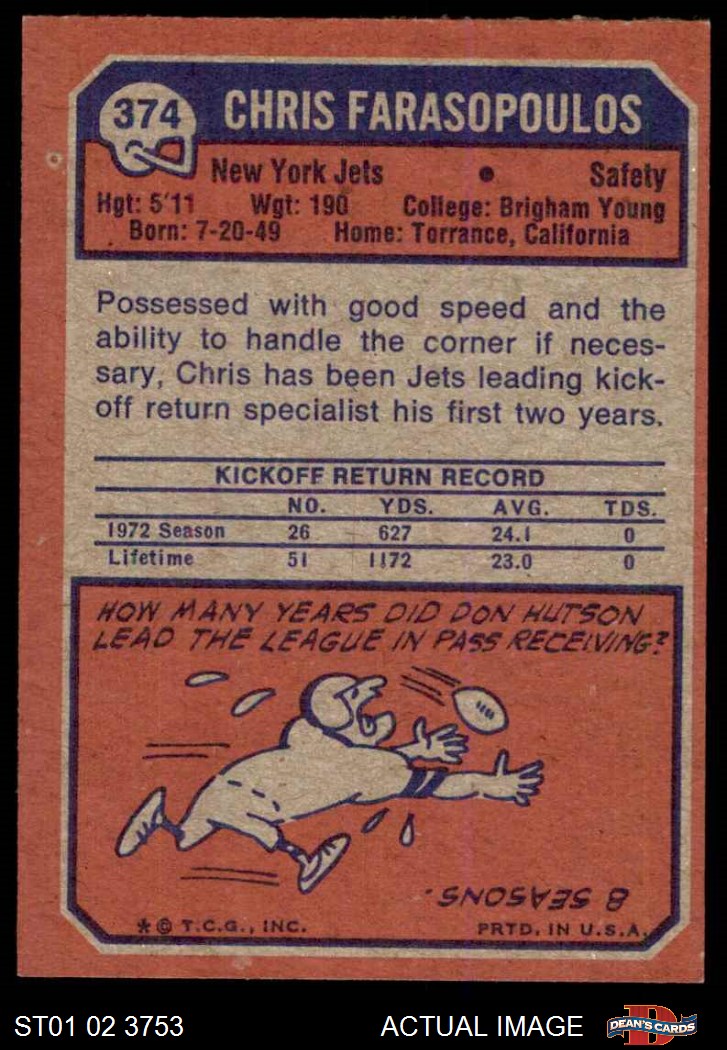 374 CHRIS FARASOPOULOS
New York Jets • Safety
Hgt: 5'11 Wgt: 190 College: Brigham Young
Born: 7-20-49 Home: Torrance, California
Possessed with good speed and the
ability to handle the corner if neces-
sary, Chris has been Jets leading kick-
off return specialist his first two years.
KICKOFF RETURN RECORD
NO. YDS. AVG. TDS.
1972 Season 26 627 24.1 0
Lifetime 51 1172 23.0 0
HOW MANY YEARS DID DON HUTSON
LEAD THE LEAGUE IN PASS RECEIVING?
8 SEASONS.
* © T.C.G., INC. PRTD. IN U.S.A.
ST01 02 3753 ACTUAL IMAGE D DEAN'S CARDS